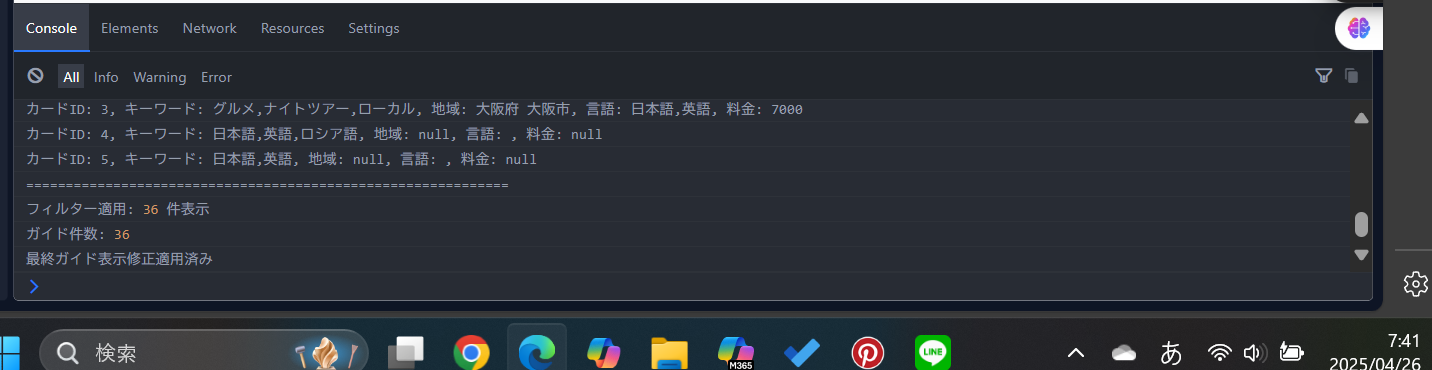 Console Elements Network Resources Settings
All Info Warning Error
カードID: 3, キーワード: グルメ,ナイトツアー,ローカル, 地域: 大阪府 大阪市, 言語: 日本語,英語, 料金: 7000
カードID: 4, キーワード: 日本語,英語,ロシア語, 地域: null, 言語: , 料金: null
カードID: 5, キーワード: 日本語,英語, 地域: null, 言語: , 料金: null
============================================================
フィルター適用: 36 件表示
ガイド件数: 36
最終ガイド表示修正適用済み
検索
M365
LINE
あ
7:41
2025/04/26